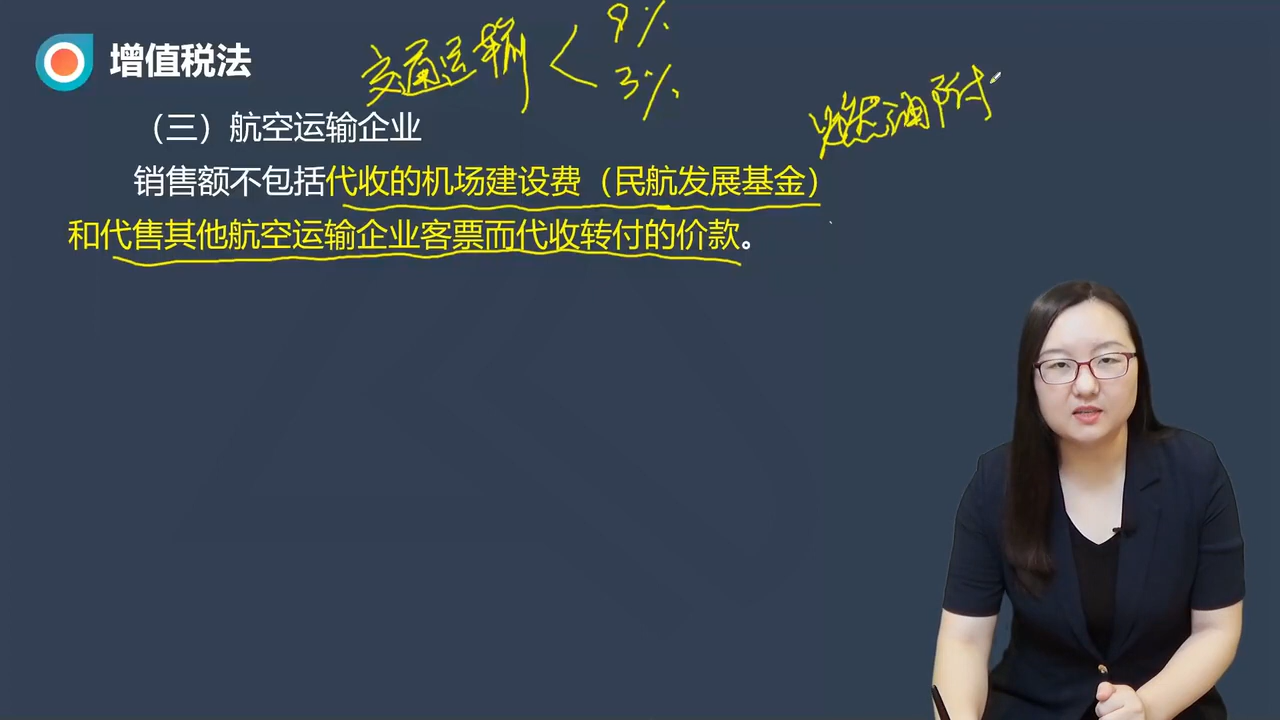 增值税法
交通运输 9%
3%
燃油附
（三）航空运输企业
销售额不包括代收的机场建设费（民航发展基金）
和代售其他航空运输企业客票而代收转付的价款。